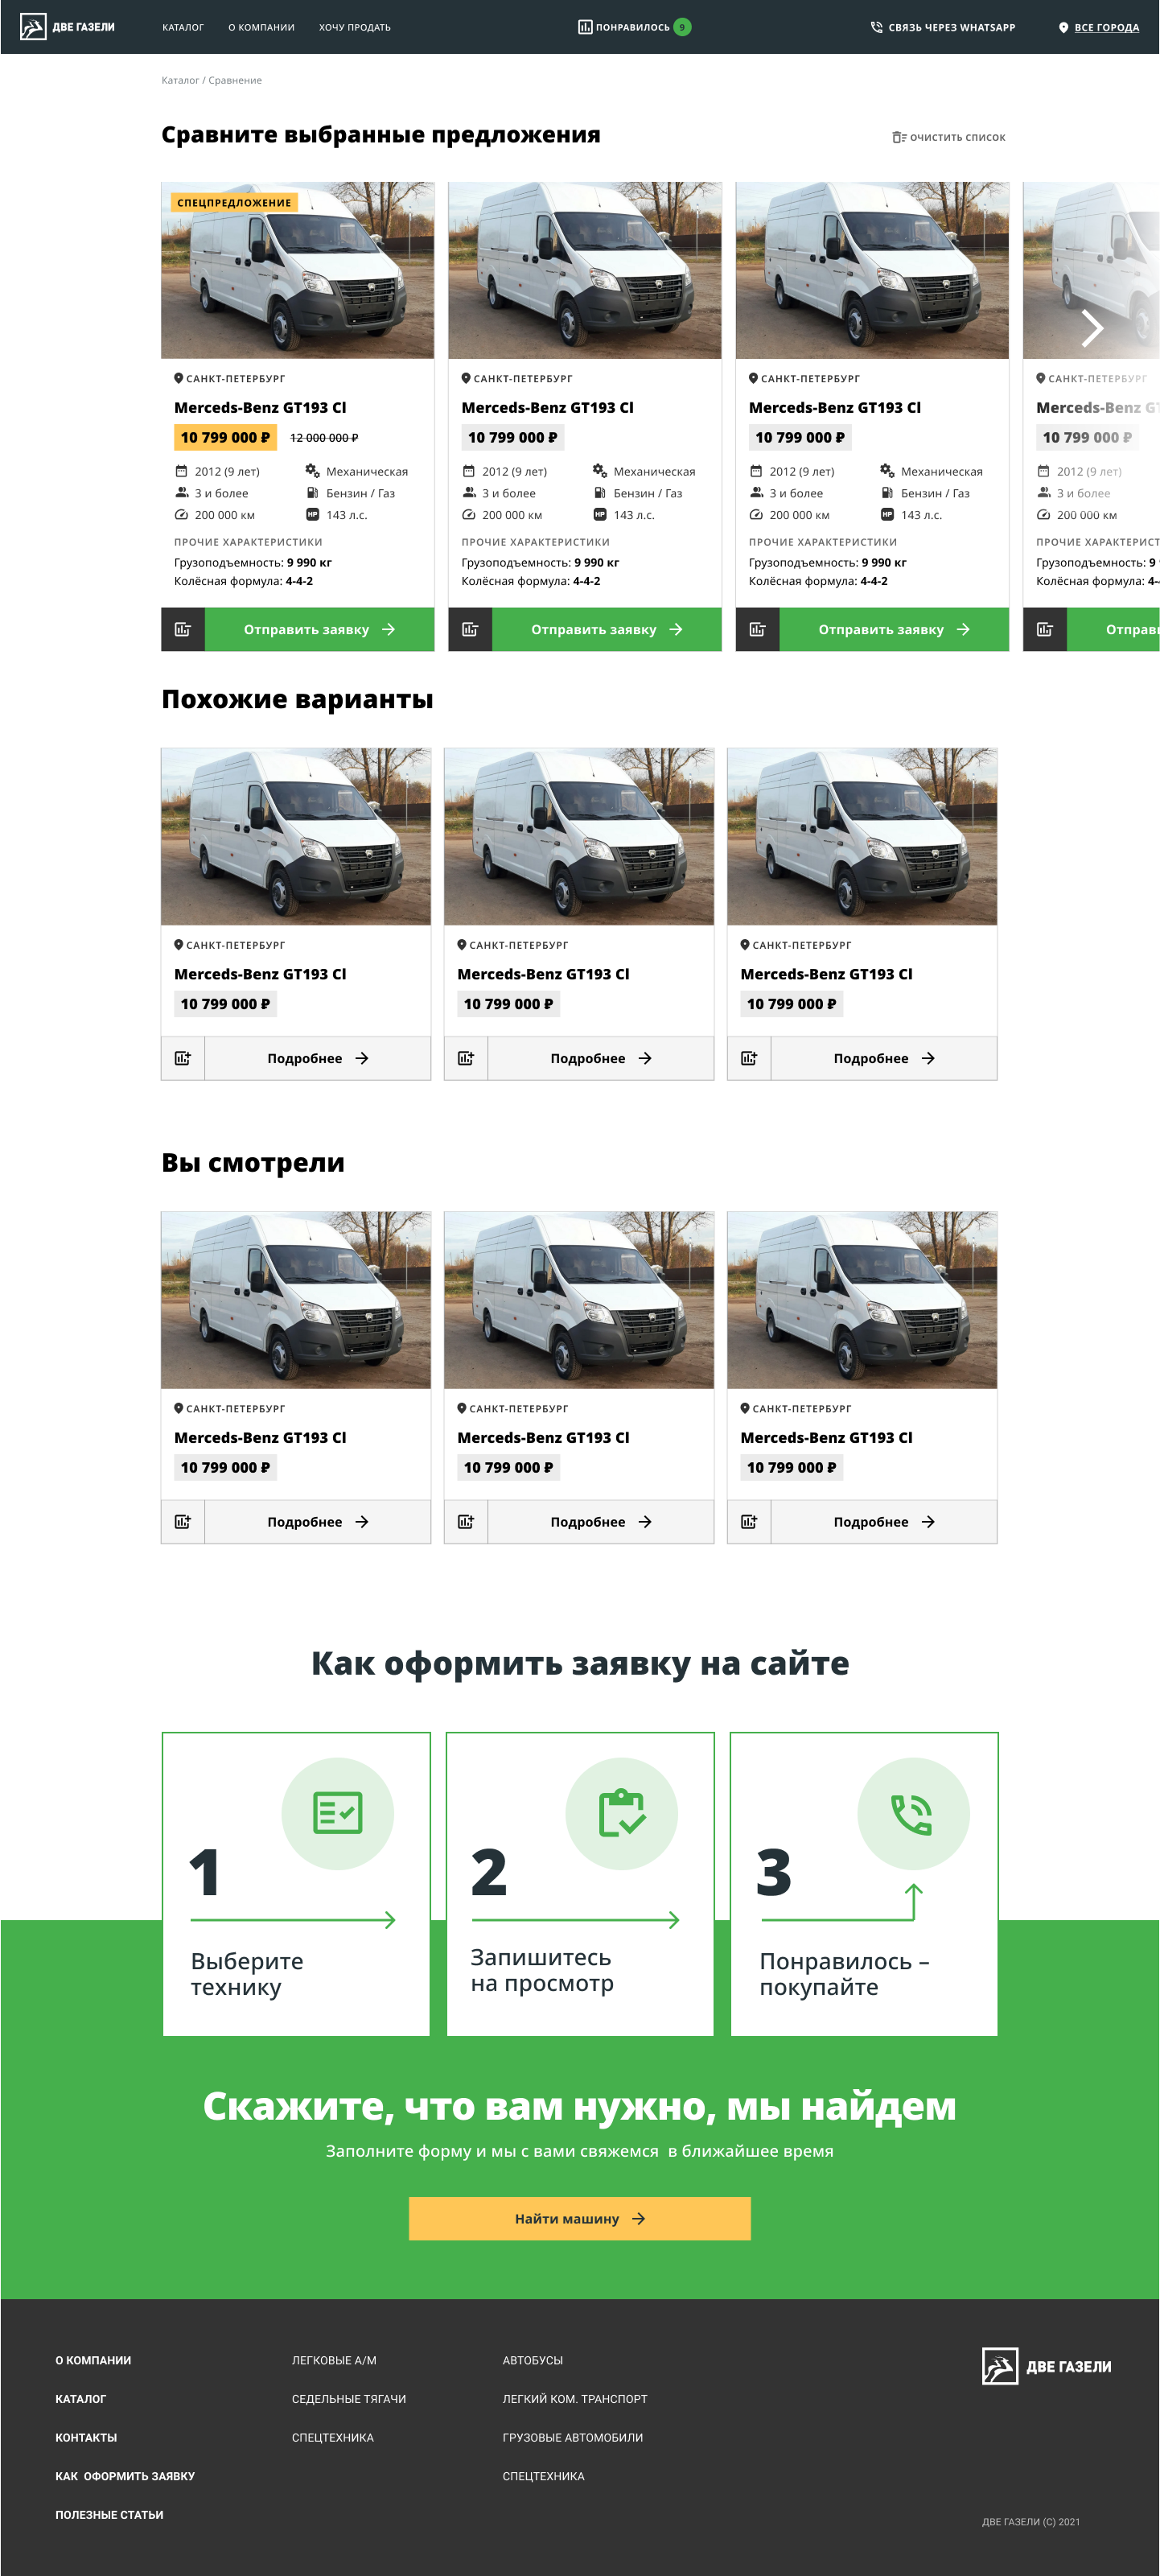 ДВЕ ГАЗЕЛИ
КАТАЛОГ
О КОМПАНИИ
ХОЧУ ПРОДАТЬ
ПОНРАВИЛОСЬ 9
СВЯЗЬ ЧЕРЕЗ WHATSAPP
ВСЕ ГОРОДА
Каталог / Сравнение
Сравните выбранные предложения
ОЧИСТИТЬ СПИСОК
СПЕЦПРЕДЛОЖЕНИЕ
САНКТ-ПЕТЕРБУРГ
Merceds-Benz GT193 Cl
10 799 000 ₽ 12 000 000 ₽
2012 (9 лет) Механическая
3 и более Бензин / Газ
200 000 км HP 143 л.с.
ПРОЧИЕ ХАРАКТЕРИСТИКИ
Грузоподъемность: 9 990 кг
Колёсная формула: 4-4-2
Отправить заявку
САНКТ-ПЕТЕРБУРГ
Merceds-Benz GT193 Cl
10 799 000 ₽
2012 (9 лет) Механическая
3 и более Бензин / Газ
200 000 км HP 143 л.с.
ПРОЧИЕ ХАРАКТЕРИСТИКИ
Грузоподъемность: 9 990 кг
Колёсная формула: 4-4-2
Отправить заявку
САНКТ-ПЕТЕРБУРГ
Merceds-Benz GT193 Cl
10 799 000 ₽
2012 (9 лет) Механическая
3 и более Бензин / Газ
200 000 км HP 143 л.с.
ПРОЧИЕ ХАРАКТЕРИСТИКИ
Грузоподъемность: 9 990 кг
Колёсная формула: 4-4-2
Отправить заявку
САНКТ-ПЕТЕРБУРГ
Merceds-Benz G
10 799 000 ₽
2012 (9 лет)
3 и более
200 000 км
ПРОЧИЕ ХАРАКТЕРИСТ
Грузоподъемность: 9
Колёсная формула: 4-
Отправ
Похожие варианты
САНКТ-ПЕТЕРБУРГ
Merceds-Benz GT193 Cl
10 799 000 ₽
Подробнее
САНКТ-ПЕТЕРБУРГ
Merceds-Benz GT193 Cl
10 799 000 ₽
Подробнее
САНКТ-ПЕТЕРБУРГ
Merceds-Benz GT193 Cl
10 799 000 ₽
Подробнее
Вы смотрели
САНКТ-ПЕТЕРБУРГ
Merceds-Benz GT193 Cl
10 799 000 ₽
Подробнее
САНКТ-ПЕТЕРБУРГ
Merceds-Benz GT193 Cl
10 799 000 ₽
Подробнее
САНКТ-ПЕТЕРБУРГ
Merceds-Benz GT193 Cl
10 799 000 ₽
Подробнее
Как оформить заявку на сайте
1
Выберите
технику
2
Запишитесь
на просмотр
3
Понравилось –
покупайте
Скажите, что вам нужно, мы найдем
Заполните форму и мы с вами свяжемся в ближайшее время
Найти машину
О КОМПАНИИ
КАТАЛОГ
КОНТАКТЫ
КАК ОФОРМИТЬ ЗАЯВКУ
ПОЛЕЗНЫЕ СТАТЬИ
ЛЕГКОВЫЕ А/М
СЕДЕЛЬНЫЕ ТЯГАЧИ
СПЕЦТЕХНИКА
АВТОБУСЫ
ЛЕГКИЙ КОМ. ТРАНСПОРТ
ГРУЗОВЫЕ АВТОМОБИЛИ
СПЕЦТЕХНИКА
ДВЕ ГАЗЕЛИ
ДВЕ ГАЗЕЛИ (С) 2021